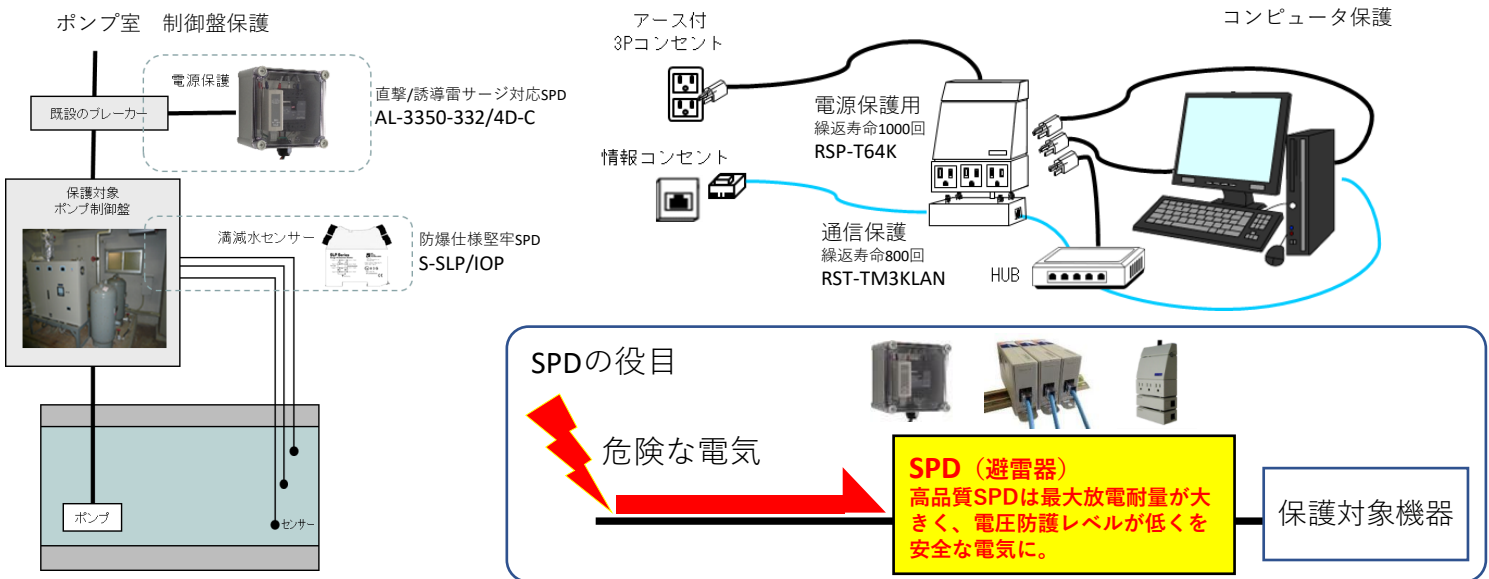 ポンプ室　制御盤保護
電源保護
直撃/誘導雷サージ対応SPD
AL-3350-332/4D-C
既設のブレーカー
保護対象
ポンプ制御盤
満減水センサー
防爆仕様堅牢SPD
S-SLP/IOP
SLP Series
ポンプ
センサー
アース付
3Pコンセント
情報コンセント
電源保護用
繰返寿命1000回
RSP-T64K
通信保護
繰返寿命800回
RST-TM3KLAN
HUB
コンピュータ保護
SPDの役目
危険な電気
SPD（避雷器）
高品質SPDは最大放電耐量が大
きく、電圧防護レベルが低くを
安全な電気に。
保護対象機器